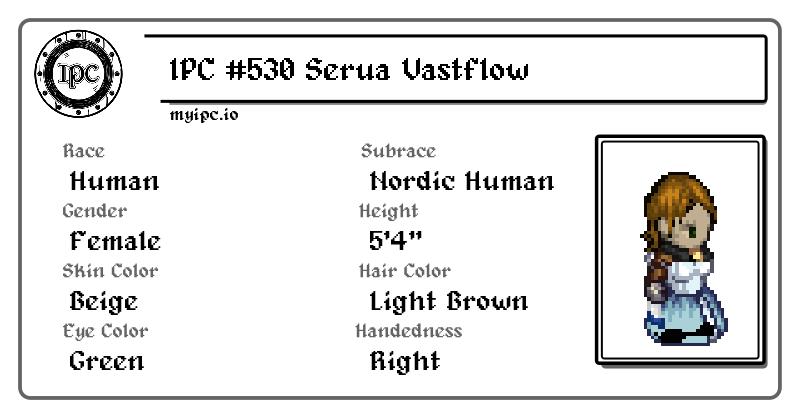 IPC
IPC #530 Serua Vastflow
myipc.io
Race
Human
Subrace
Nordic Human
Gender
Female
Height
5'4"
Skin Color
Beige
Hair Color
Light Brown
Eye Color
Green
Handedness
Right